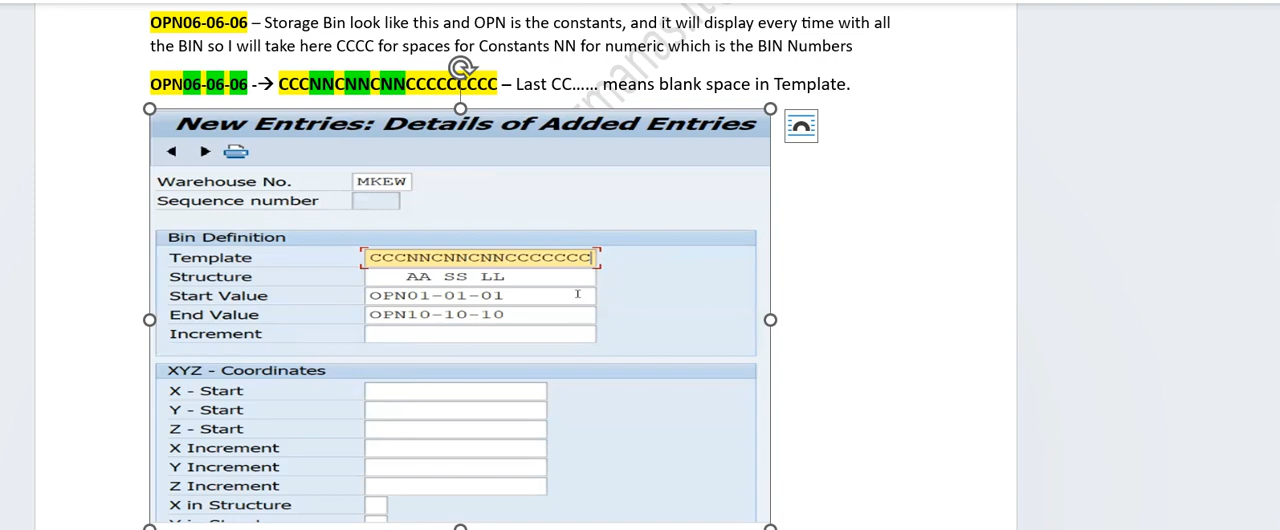 OPN06-06-06 – Storage Bin look like this and OPN is the constants, and it will display every time with all
the BIN so I will take here CCCC for spaces for Constants NN for numeric which is the BIN Numbers
OPN06-06-06 -→ CCCNNCNNCNNCCCCCCCCC – Last CC...... means blank space in Template.
New Entries: Details of Added Entries
Warehouse No. MKEW
Sequence number
Bin Definition
Template CCCNNCNNCNNCCCCCCC
Structure AA SS LL
Start Value OPN01-01-01
End Value OPN10-10-10
Increment
XYZ - Coordinates
X - Start
Y - Start
Z - Start
X Increment
Y Increment
Z Increment
X in Structure